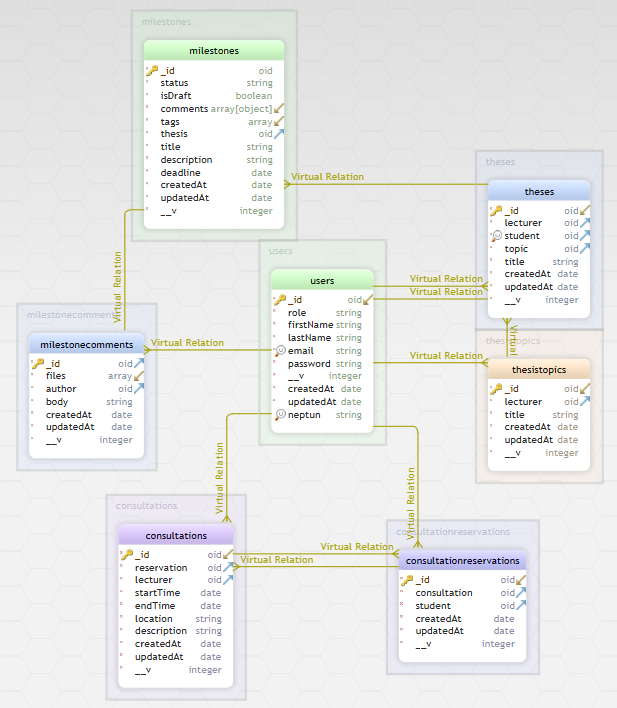 milestones
milestones
_id oid
status string
isDraft boolean
comments array[object]
tags array
thesis oid
title string
description string
deadline date
createdAt date
updatedAt date
__v integer
Virtual Relation
theses
theses
_id oid
lecturer oid
student oid
topic oid
title string
createdAt date
updatedAt date
__v integer
users
users
_id oid
role string
firstName string
lastName string
email string
password string
__v integer
createdAt date
updatedAt date
neptun string
Virtual Relation
Virtual Relation
Virtual Relation
Virtual Relation
Virtual Relation
Virtual
milestonecomments
milestonecomments
_id oid
files array
author oid
body string
createdAt date
updatedAt date
__v integer
thesistopics
thesistopics
_id oid
lecturer oid
title string
createdAt date
updatedAt date
__v integer
Virtual Relation
Virtual Relation
consultations
consultations
_id oid
reservation oid
lecturer oid
startTime date
endTime date
location string
description string
createdAt date
updatedAt date
__v integer
Virtual Relation
Virtual Relation
consultationreservations
consultationreservations
_id oid
consultation oid
student oid
createdAt date
updatedAt date
__v integer